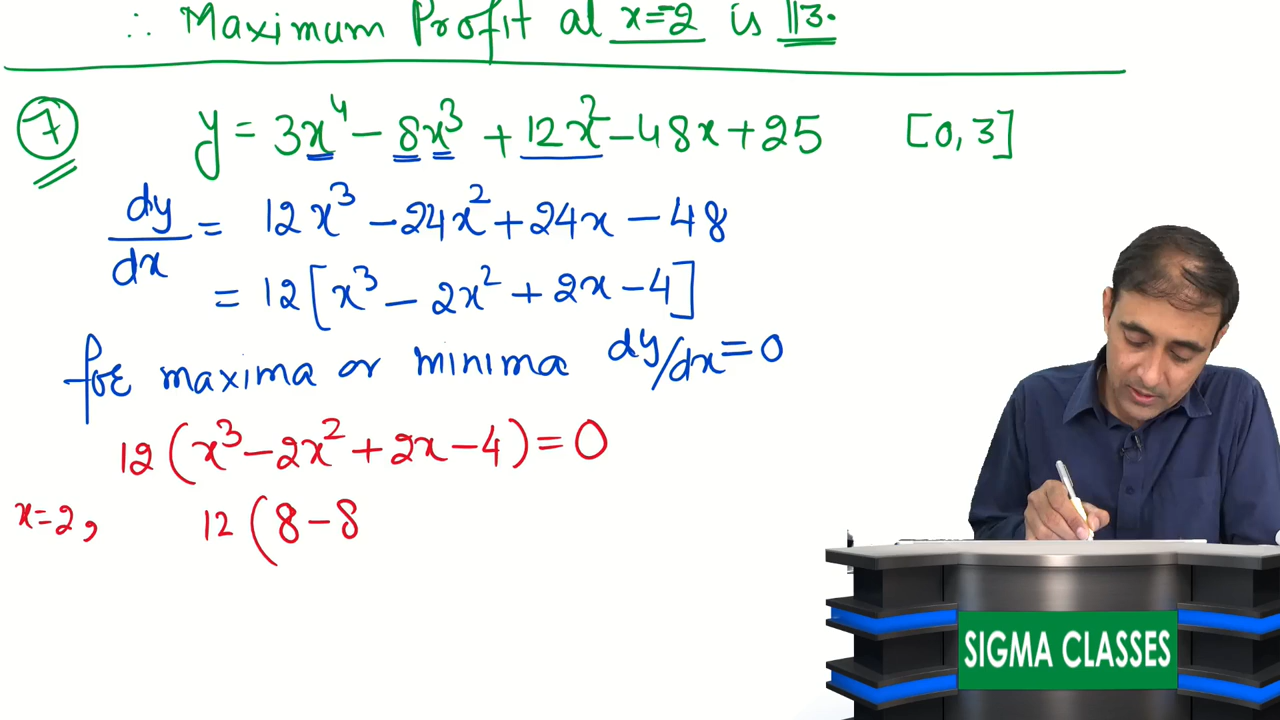 ∴ Maximum Profit at x=-2 is 113.
7 y = 3x⁴ - 8x³ + 12x² - 48x + 25 [0,3]
dy/dx = 12x³ - 24x² + 24x - 48
= 12[x³ - 2x² + 2x - 4]
for maxima or minima dy/dx = 0
12(x³ - 2x² + 2x - 4) = 0
x=2, 12(8-8
SIGMA CLASSES